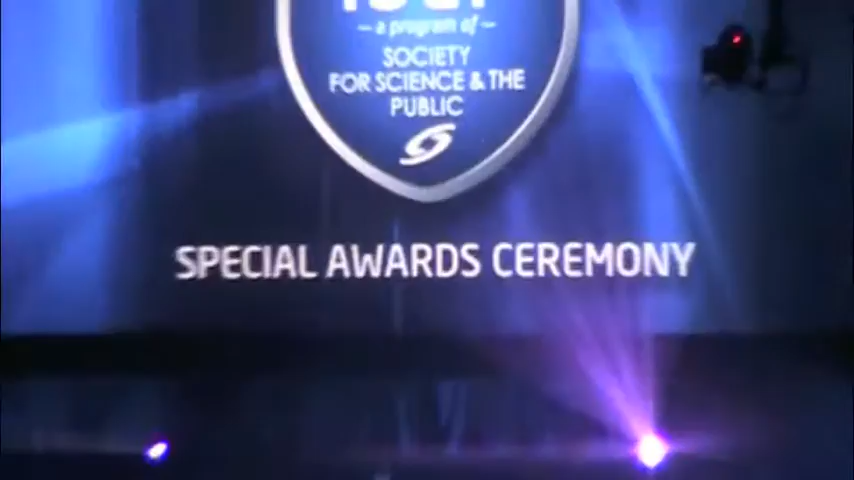 – a program of –
SOCIETY
FOR SCIENCE & THE
PUBLIC
SPECIAL AWARDS CEREMONY